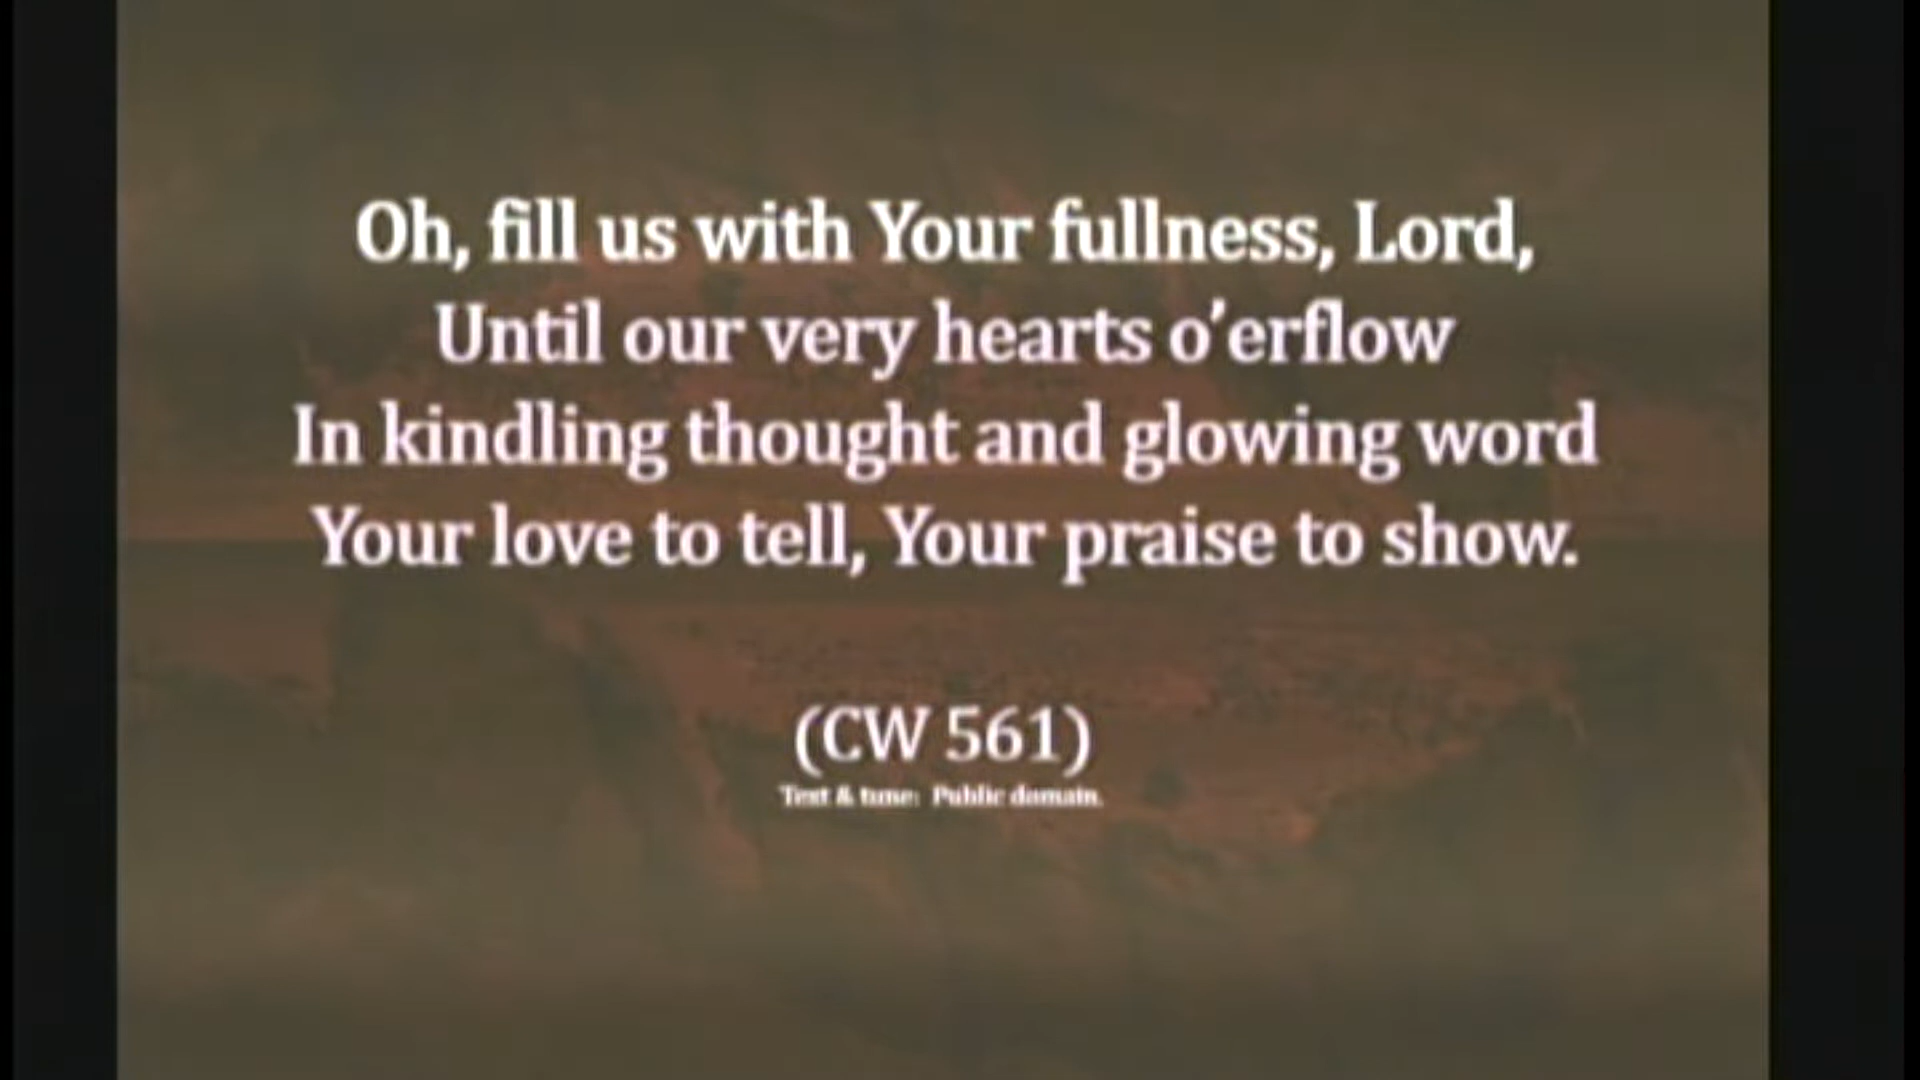 Oh, fill us with Your fullness, Lord,
Until our very hearts o’erflow
In kindling thought and glowing word
Your love to tell, Your praise to show.
(CW 561)
Text & tune: Public domain.